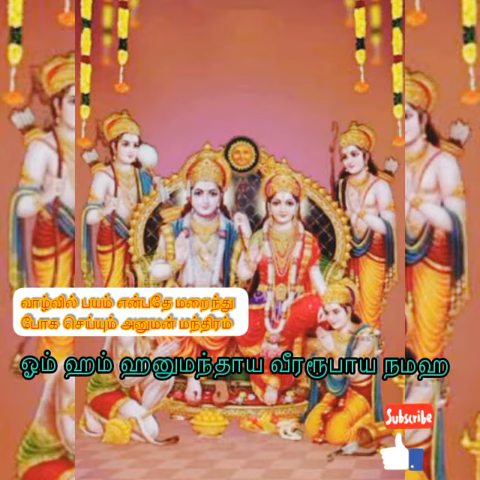 வாழ்வில் பயம் என்பதே மறைந்து
போக செய்யும் அனுமன் மந்திரம்
ஓம் ஹம் ஹனுமந்தாய வீரரூபாய நமஹ
Subscribe